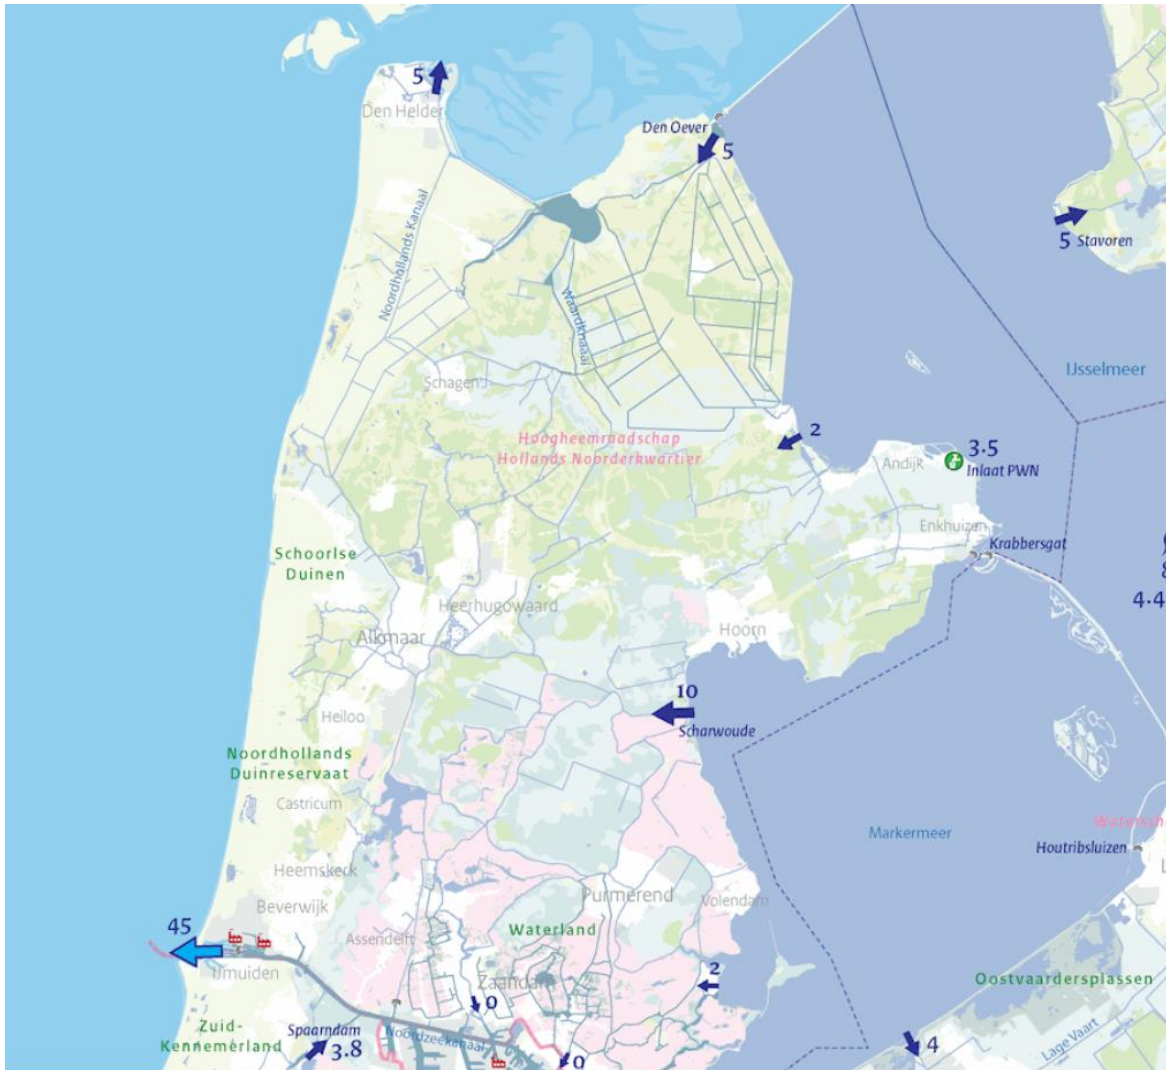 5
Den Helder
Den Oever
5
5
Stavoren
Noordhollands Kanaal
Waardkanaal
IJsselmeer
Schagen
Hoogheemraadschap
Hollands Noorderkwartier
2
Andijk
3.5
Inlaat PWN
Enkhuizen
Krabbersgat
Schoorlse
Duinen
4.4
Heerhugowaard
Alkmaar
Hoorn
10
Scharwoude
Heiloo
Noordhollands
Duinreservaat
Castricum
Markermeer
Houtribsluizen
Heemskerk
Beverwijk
Purmerend
Volendam
45
Assendelft
Waterland
IJmuiden
Zaandam
2
Oostvaardersplassen
0
Zuid-
Kennemerland
Spaarndam
3.8
Noordzeekanaal
0
4
Lage Vaart